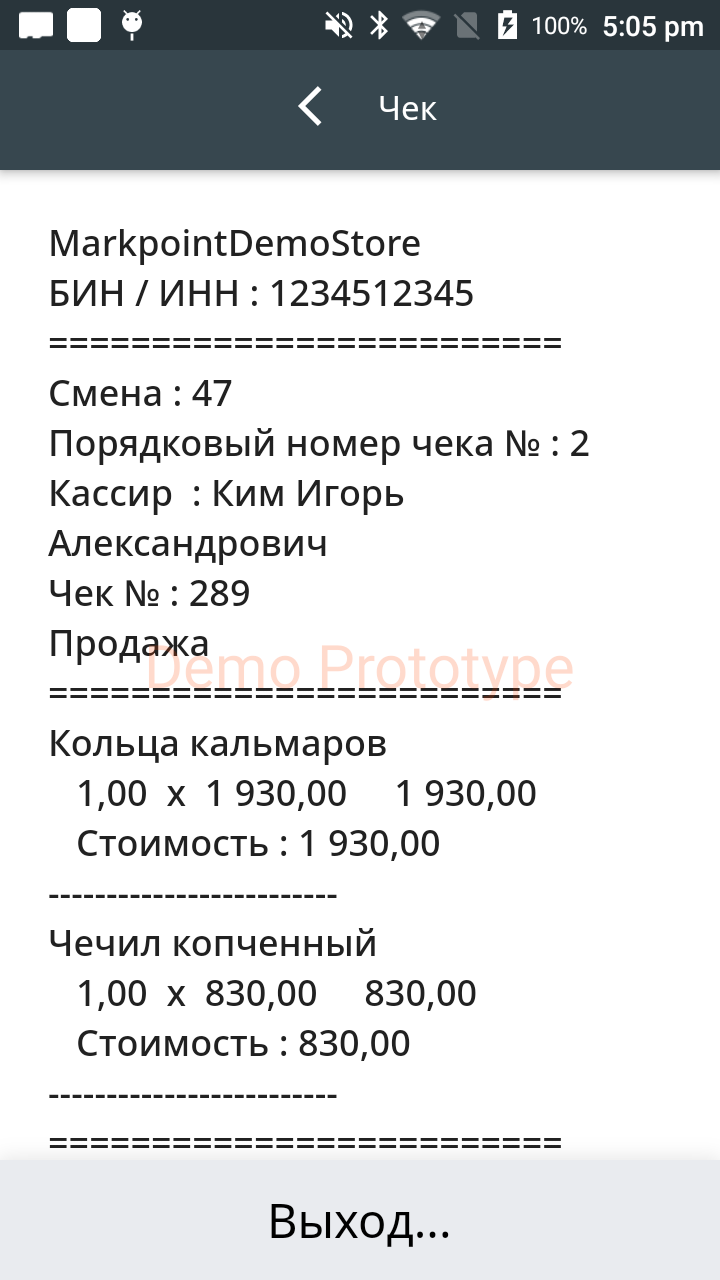 100% 5:05 pm
Чек
MarkpointDemoStore
БИН / ИНН : 1234512345
=========================
Смена : 47
Порядковый номер чека № : 2
Кассир  : Ким Игорь
Александрович
Чек № : 289
Продажа
Demo Prototype
=========================
Кольца кальмаров
1,00  x  1 930,00     1 930,00
Стоимость : 1 930,00
-------------------------
Чечил копченный
1,00  x  830,00     830,00
Стоимость : 830,00
-------------------------
=========================
Выход...